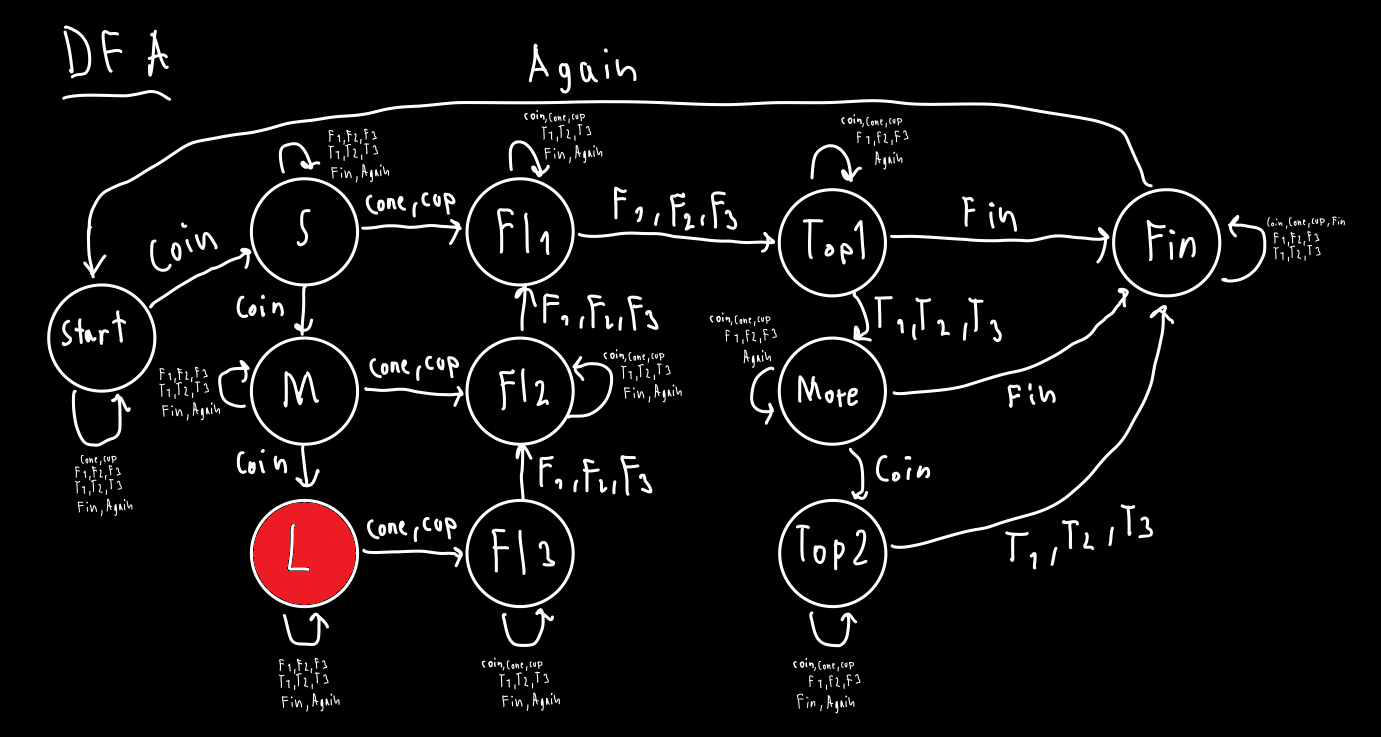 DFA
Again
F1,F2,F3
T1,T2,T3
Fin,Again
coin,Cone,cup
T1,T2,T3
Fin,Again
coin,Cone,cup
F1,F2,F3
Again
Coin
S
Cone,cup
Fl1
F1,F2,F3
Top1
Fin
Fin
Coin,Cone,cup,Fin
F1,F2,F3
T1,T2,T3
Start
Coin
F1,F2,F3
T1,T2,T3
coin,Cone,cup
F1,F2,F3
Again
F1,F2,F3
T1,T2,T3
Fin,Again
M
Cone,cup
Fl2
coin,Cone,cup
T1,T2,T3
Fin,Again
More
Fin
Cone,cup
F1,F2,F3
T1,T2,T3
Fin,Again
Coin
F1,F2,F3
Coin
L
Cone,cup
Fl3
Top2
T1,T2,T3
F1,F2,F3
T1,T2,T3
Fin,Again
coin,Cone,cup
T1,T2,T3
Fin,Again
coin,Cone,cup
F1,F2,F3
Fin,Again